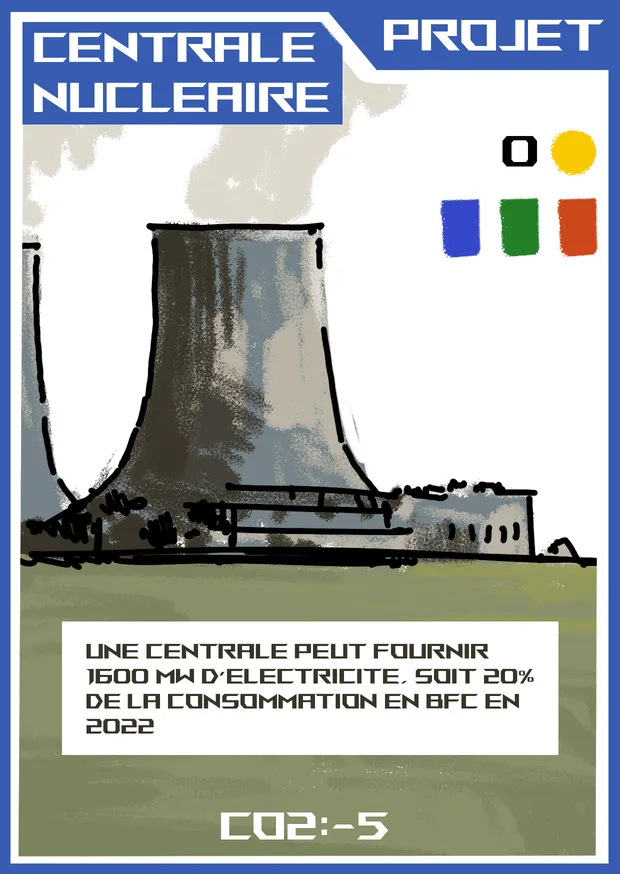 CENTRALE
NUCLEAIRE
PROJET
0
UNE CENTRALE PEUT FOURNIR
1600 MW D'ELECTRICITE, SOIT 20%
DE LA CONSOMMATION EN BFC EN
2022
CO2:-5